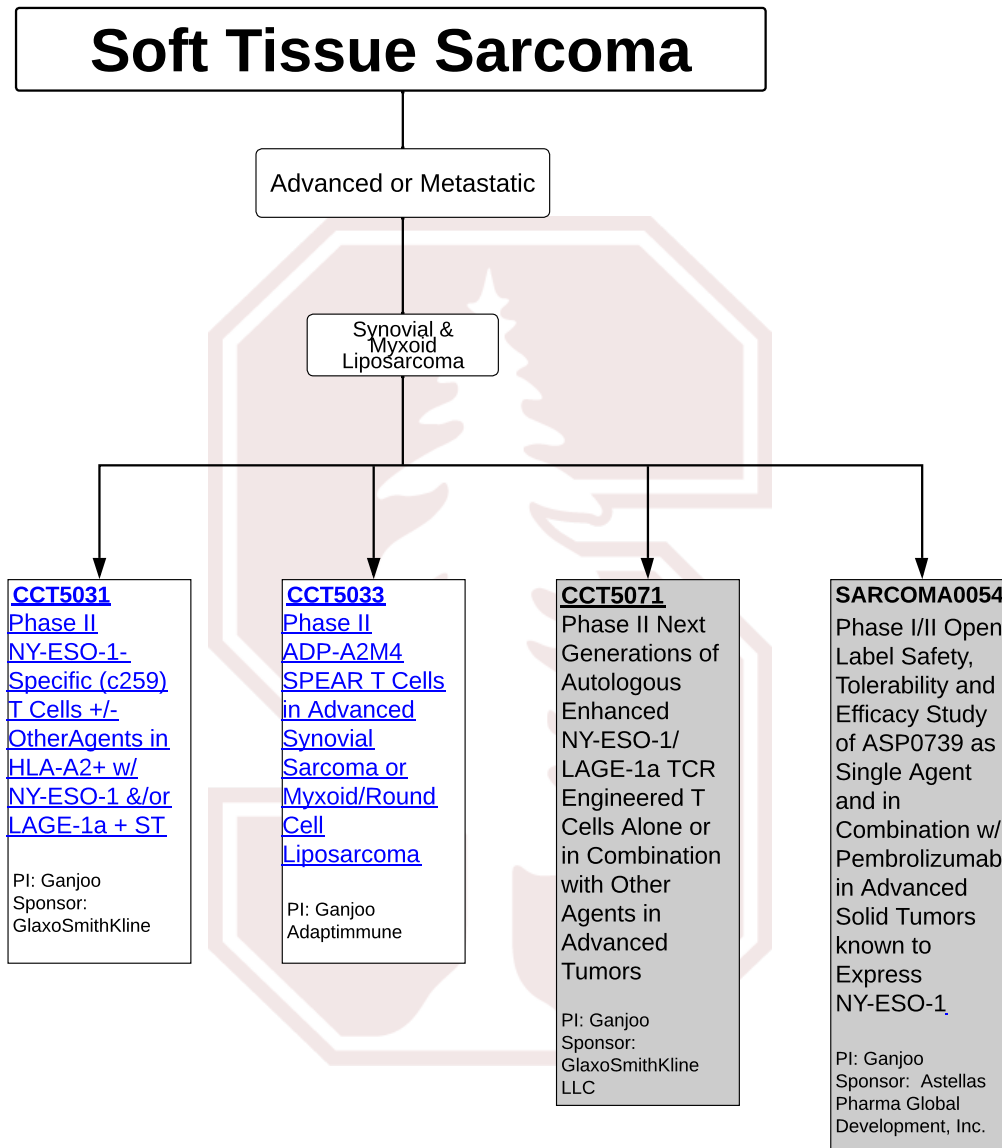 Soft Tissue Sarcoma
Advanced or Metastatic
Synovial &
Myxoid
Liposarcoma
CCT5031
Phase II
NY-ESO-1-
Specific (c259)
T Cells +/-
OtherAgents in
HLA-A2+ w/
NY-ESO-1 &/or
LAGE-1a + ST
PI: Ganjoo
Sponsor:
GlaxoSmithKline
CCT5033
Phase II
ADP-A2M4
SPEAR T Cells
in Advanced
Synovial
Sarcoma or
Myxoid/Round
Cell
Liposarcoma
PI: Ganjoo
Adaptimmune
CCT5071
Phase II Next
Generations of
Autologous
Enhanced
NY-ESO-1/
LAGE-1a TCR
Engineered T
Cells Alone or
in Combination
with Other
Agents in
Advanced
Tumors
PI: Ganjoo
Sponsor:
GlaxoSmithKline
LLC
SARCOMA0054
Phase I/II Open
Label Safety,
Tolerability and
Efficacy Study
of ASP0739 as
Single Agent
and in
Combination w/
Pembrolizumab
in Advanced
Solid Tumors
known to
Express
NY-ESO-1
PI: Ganjoo
Sponsor: Astellas
Pharma Global
Development, Inc.